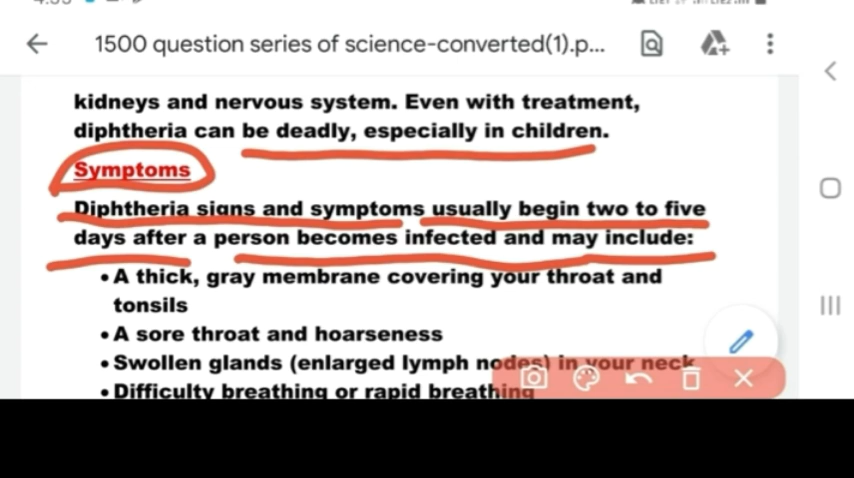 1500 question series of science-converted(1).p...
kidneys and nervous system. Even with treatment,
diphtheria can be deadly, especially in children.
Symptoms
Diphtheria signs and symptoms usually begin two to five
days after a person becomes infected and may include:
• A thick, gray membrane covering your throat and
tonsils
• A sore throat and hoarseness
• Swollen glands (enlarged lymph nodes) in your neck
• Difficulty breathing or rapid breathing